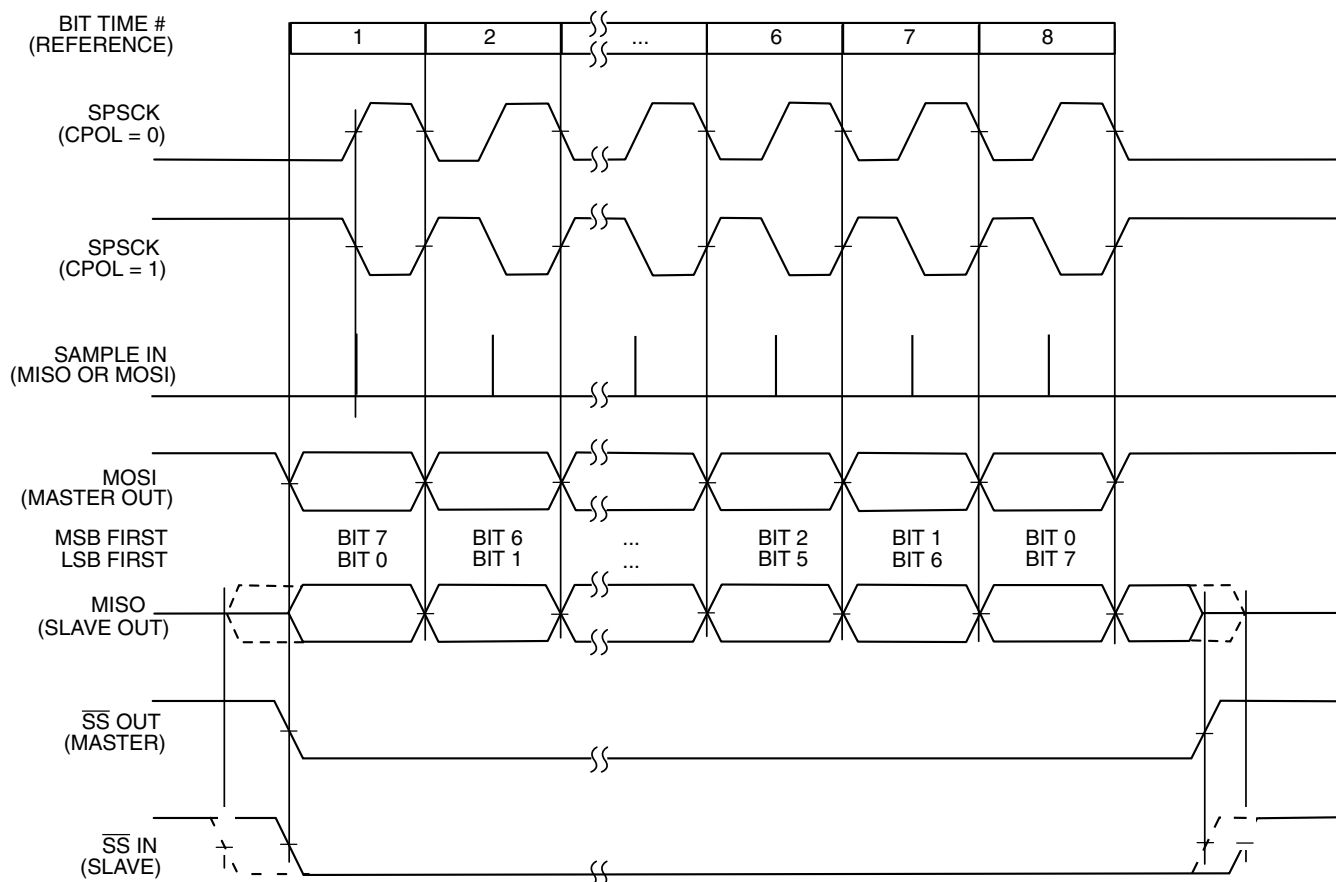 BIT TIME #
(REFERENCE)
1 2 ... 6 7 8
SPSCK
(CPOL = 0)
SPSCK
(CPOL = 1)
SAMPLE IN
(MISO OR MOSI)
MOSI
(MASTER OUT)
MSB FIRST BIT 7 BIT 6 ... BIT 2 BIT 1 BIT 0
LSB FIRST BIT 0 BIT 1 ... BIT 5 BIT 6 BIT 7
MISO
(SLAVE OUT)
S̅S̅ OUT
(MASTER)
S̅S̅ IN
(SLAVE)